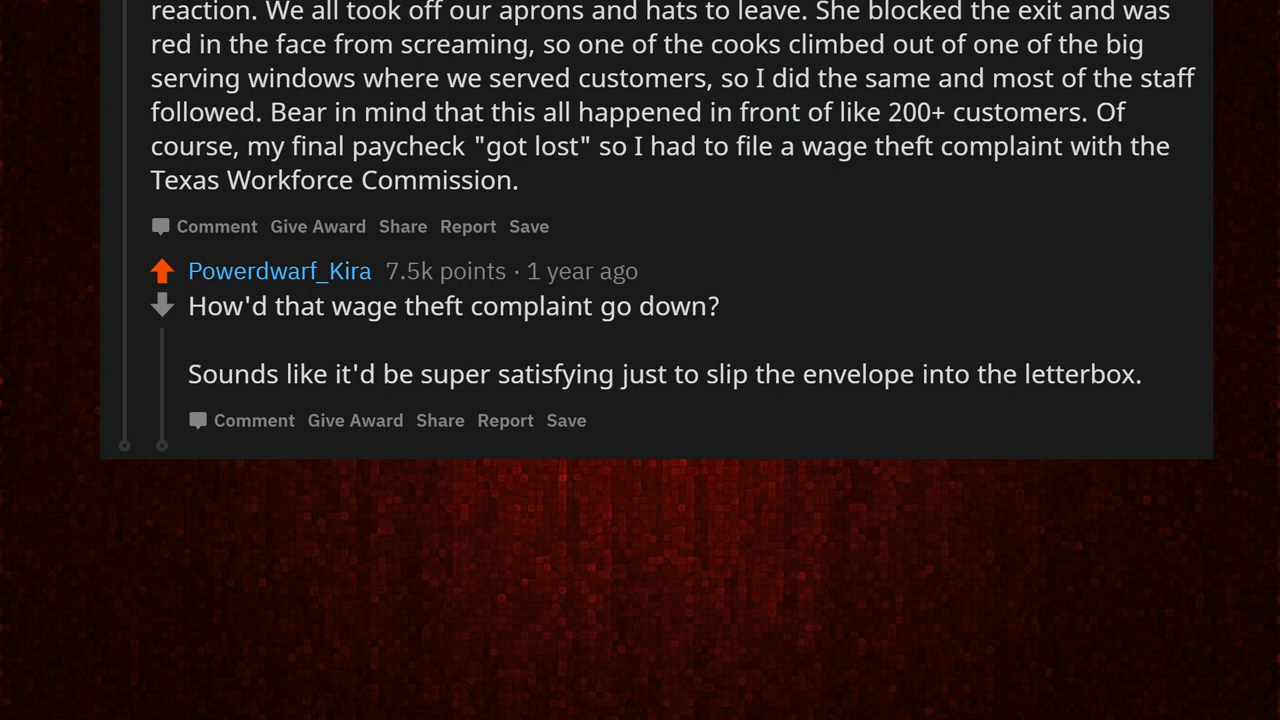 reaction. We all took off our aprons and hats to leave. She blocked the exit and was
red in the face from screaming, so one of the cooks climbed out of one of the big
serving windows where we served customers, so I did the same and most of the staff
followed. Bear in mind that this all happened in front of like 200+ customers. Of
course, my final paycheck "got lost" so I had to file a wage theft complaint with the
Texas Workforce Commission.
Comment Give Award Share Report Save
Powerdwarf_Kira 7.5k points · 1 year ago
How'd that wage theft complaint go down?
Sounds like it'd be super satisfying just to slip the envelope into the letterbox.
Comment Give Award Share Report Save